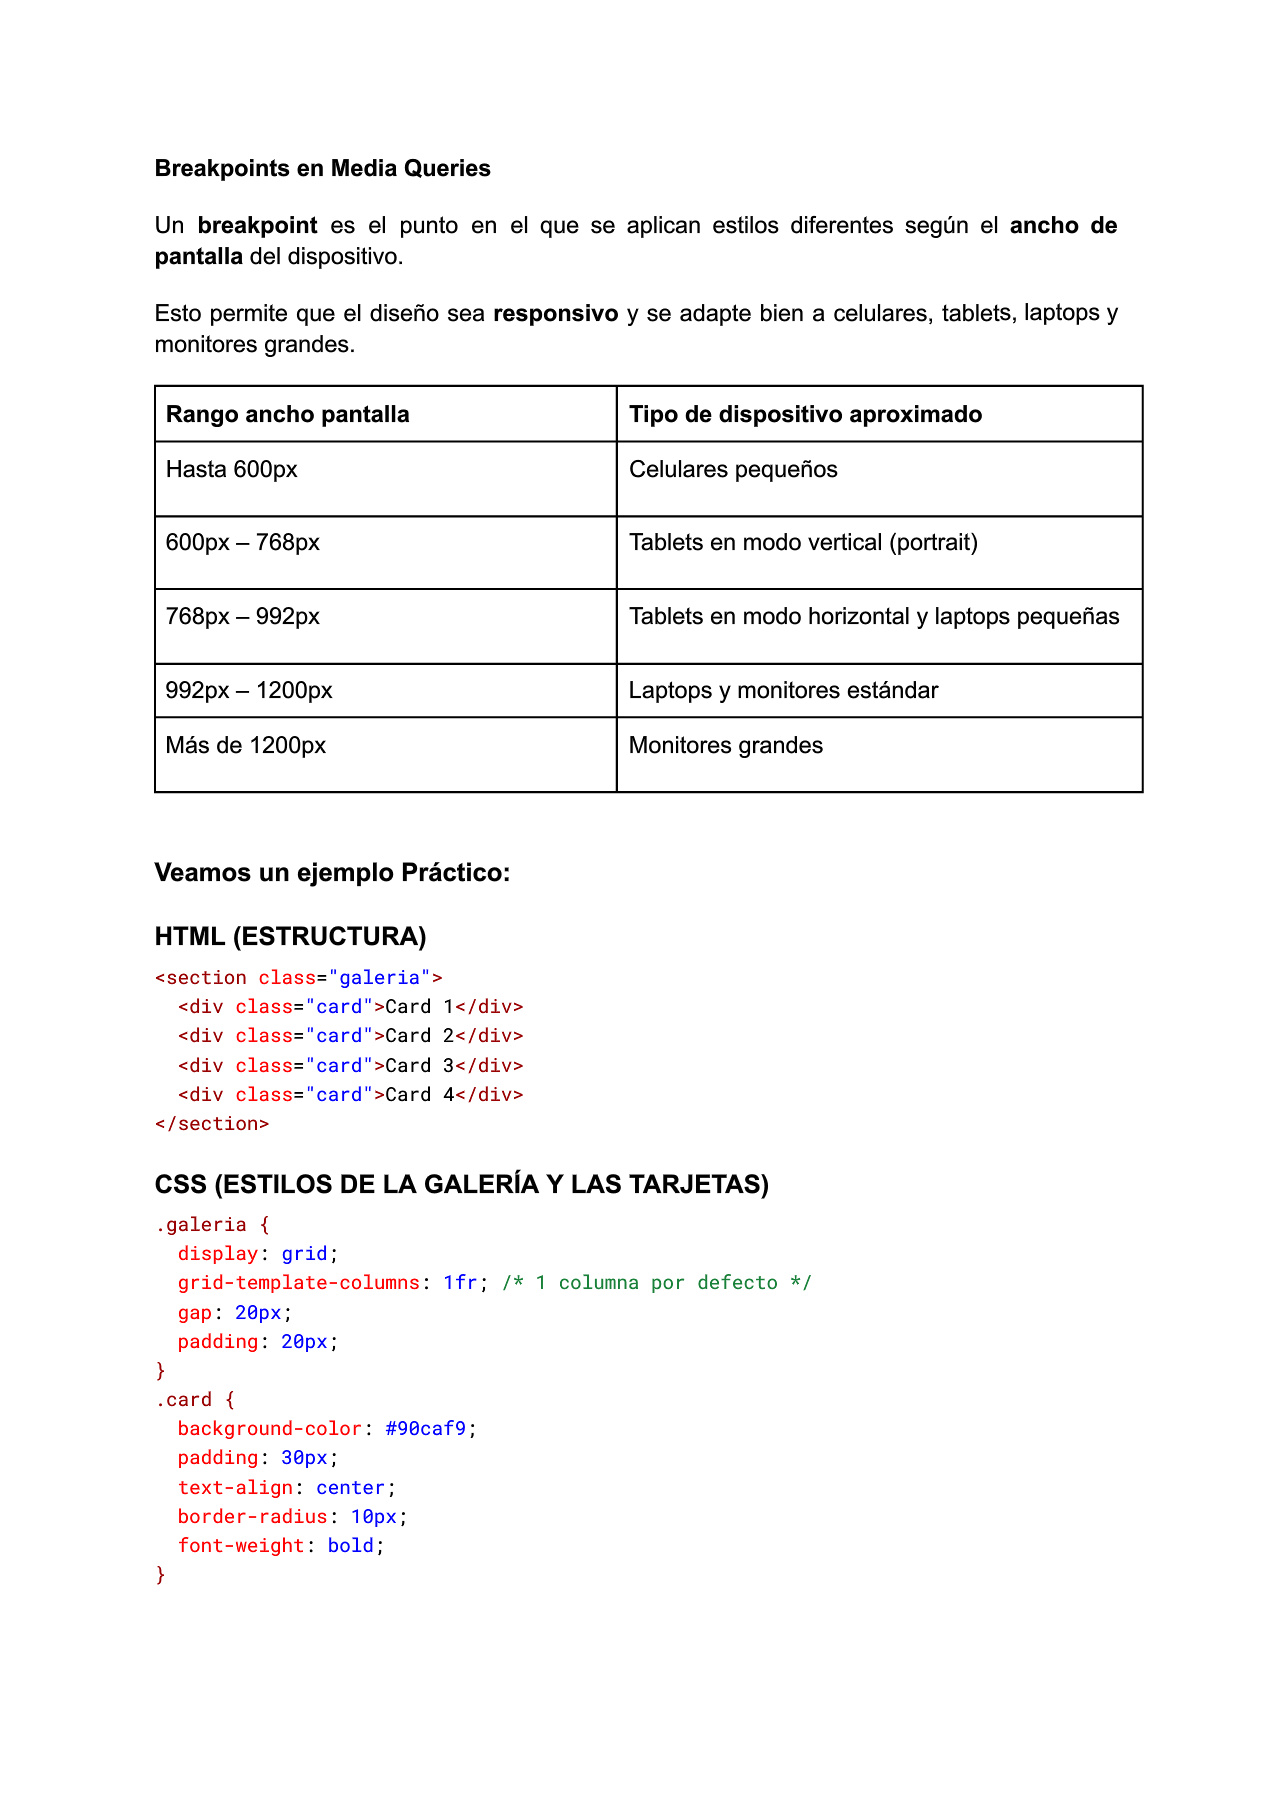 Breakpoints en Media Queries
Un breakpoint es el punto en el que se aplican estilos diferentes según el ancho de
pantalla del dispositivo.
Esto permite que el diseño sea responsivo y se adapte bien a celulares, tablets, laptops y
monitores grandes.
Rango ancho pantalla Tipo de dispositivo aproximado
Hasta 600px Celulares pequeños
600px – 768px Tablets en modo vertical (portrait)
768px – 992px Tablets en modo horizontal y laptops pequeñas
992px – 1200px Laptops y monitores estándar
Más de 1200px Monitores grandes
Veamos un ejemplo Práctico:
HTML (ESTRUCTURA)
<section class="galeria">
  <div class="card">Card 1</div>
  <div class="card">Card 2</div>
  <div class="card">Card 3</div>
  <div class="card">Card 4</div>
</section>
CSS (ESTILOS DE LA GALERÍA Y LAS TARJETAS)
.galeria {
  display: grid;
  grid-template-columns: 1fr; /* 1 columna por defecto */
  gap: 20px;
  padding: 20px;
}
.card {
  background-color: #90caf9;
  padding: 30px;
  text-align: center;
  border-radius: 10px;
  font-weight: bold;
}